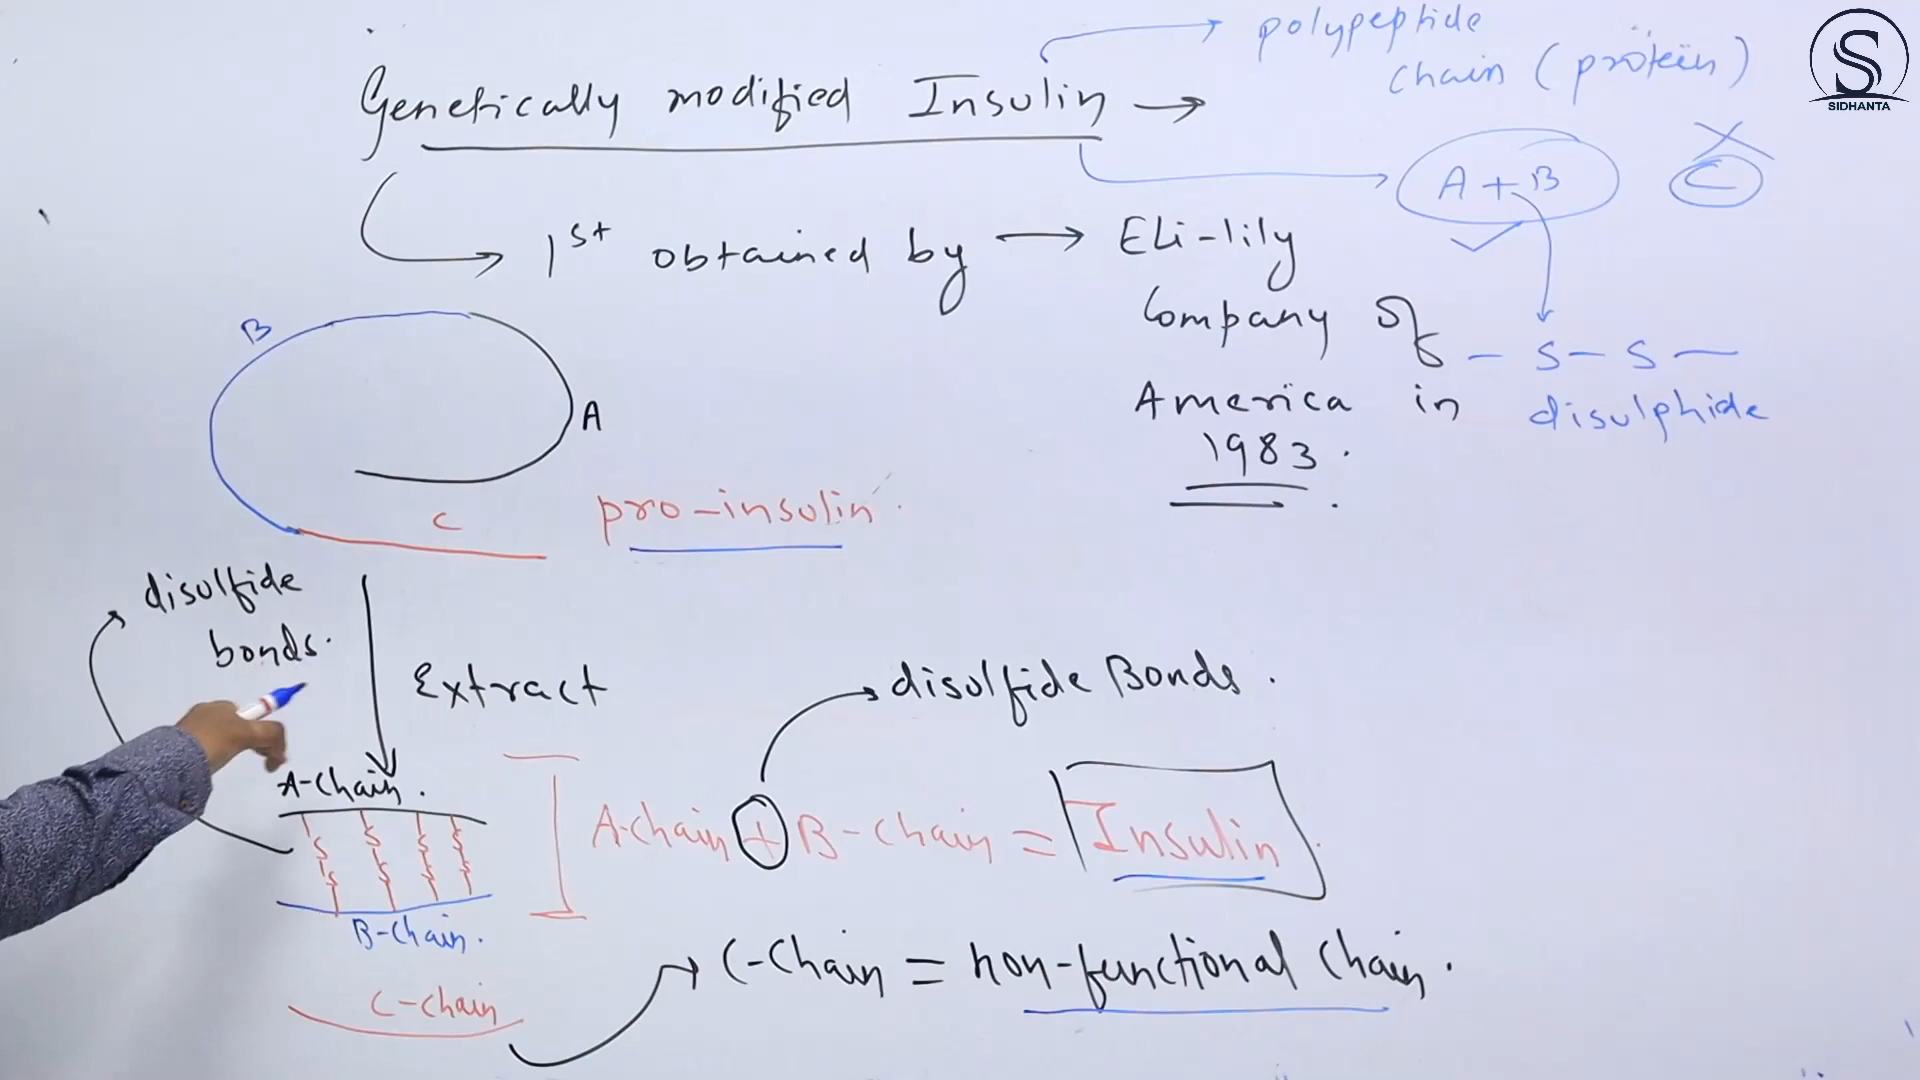 polypeptide
chain (protein)
SIDHANTA
Genetically modified Insulin →
A + B
C
1st obtained by → ELi-lily
Company of
America in
1983.
- S - S -
disulphide
B
A
C
pro-insulin.
disulfide
bonds.
Extract
disulfide Bonds.
A-Chain.
A-chain + B-chain = Insulin.
S S S S
S S S S
B-Chain.
C-Chain = non-functional chain.
C-chain